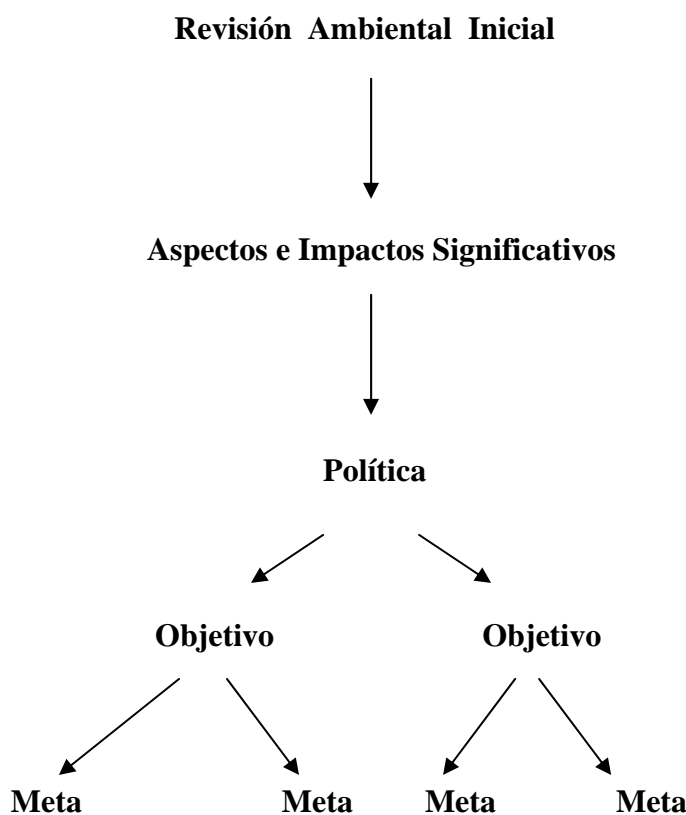 Revisión Ambiental Inicial
Aspectos e Impactos Significativos
Política
Objetivo Objetivo
Meta Meta Meta Meta